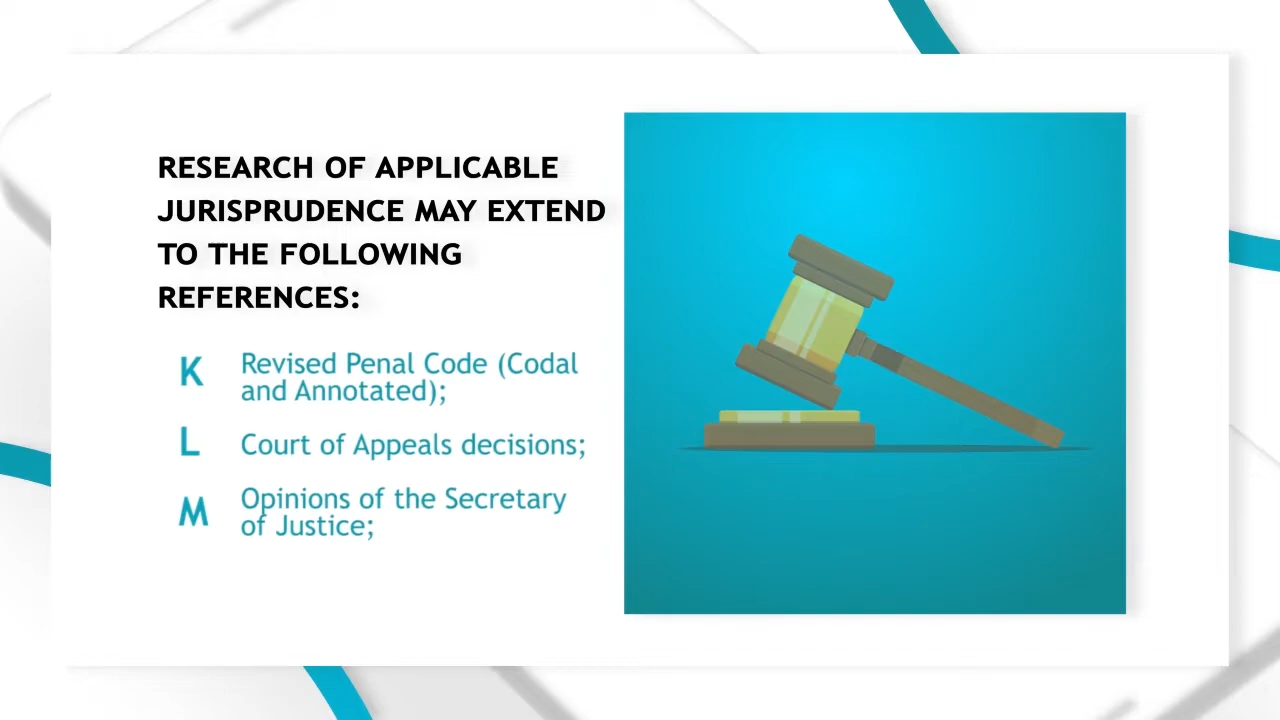 RESEARCH OF APPLICABLE
JURISPRUDENCE MAY EXTEND
TO THE FOLLOWING
REFERENCES:
K Revised Penal Code (Codal
and Annotated);
L Court of Appeals decisions;
M Opinions of the Secretary
of Justice;